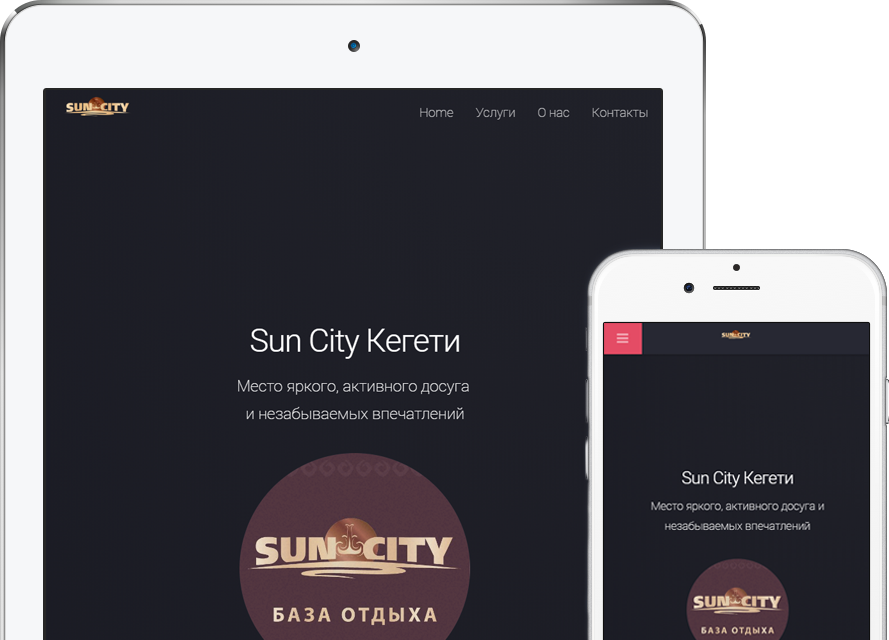 SUN CITY
Home Услуги О нас Контакты
Sun City Кегети
Место яркого, активного досуга
и незабываемых впечатлений
SUN CITY
БАЗА ОТДЫХА
SUN CITY
Sun City Кегети
Место яркого, активного досуга и
незабываемых впечатлений
SUN CITY
БАЗА ОТДЫХА